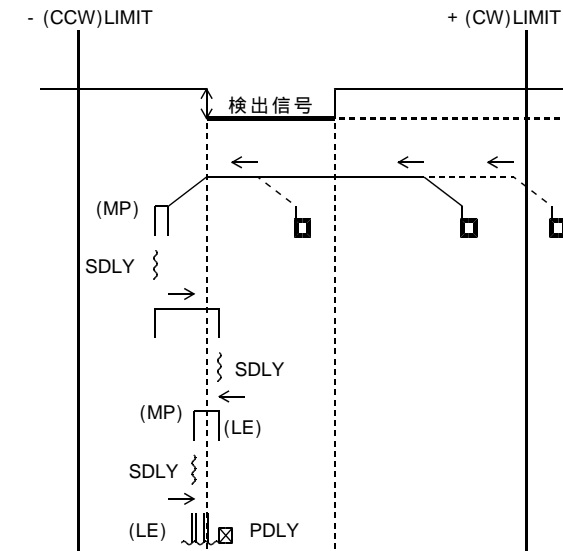 - (CCW)LIMIT
+ (CW)LIMIT
検出信号
(MP)
SDLY
SDLY
(MP)
(LE)
SDLY
(LE)
PDLY